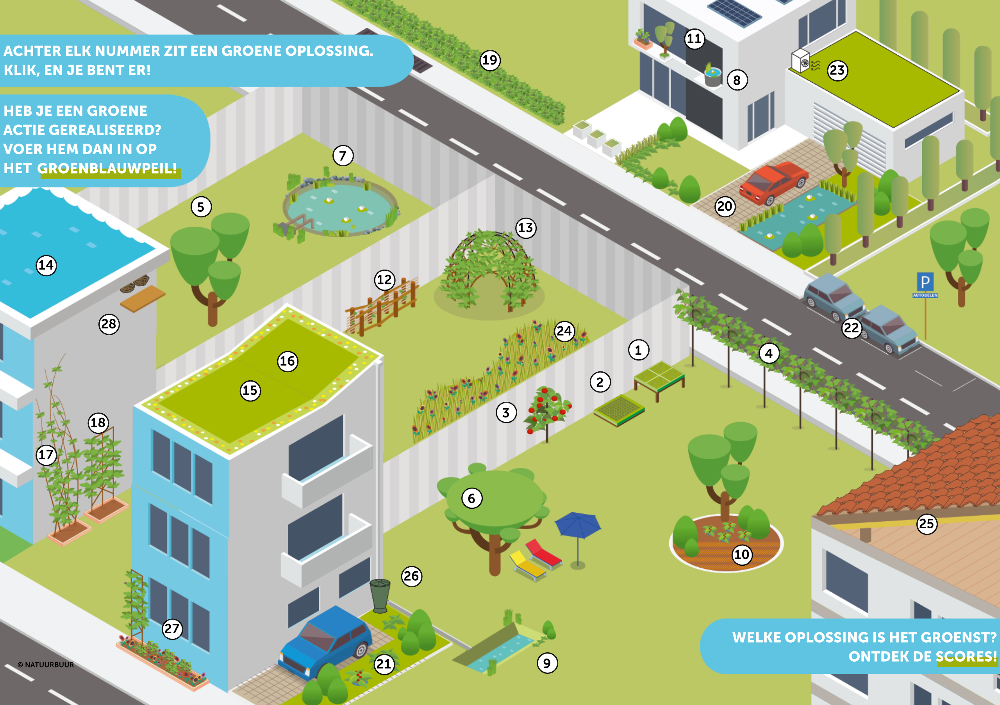 ACHTER ELK NUMMER ZIT EEN GROENE OPLOSSING.
KLIK, EN JE BENT ER!
HEB JE EEN GROENE
ACTIE GEREALISEERD?
VOER HEM DAN IN OP
HET GROENBLAUWPEIL!
11
19
8
23
7
5
20
13
14
12
P
AUTODELEN
28
22
24
1
4
16
2
15
3
18
17
6
25
10
26
27
21
9
WELKE OPLOSSING IS HET GROENST?
ONTDEK DE SCORES!
© NATUURBUUR